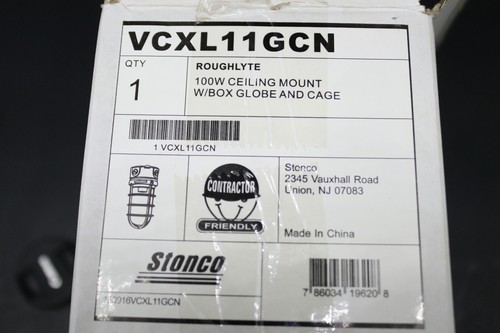 VCXL11GCN
QTY
1
ROUGHLYTE
100W CEILING MOUNT
W/BOX GLOBE AND CAGE
1 VCXL11GCN
CONTRACTOR
FRIENDLY
Stonco
2345 Vauxhall Road
Union, NJ 07083
Made In China
Stonco
7 86034 19620 8